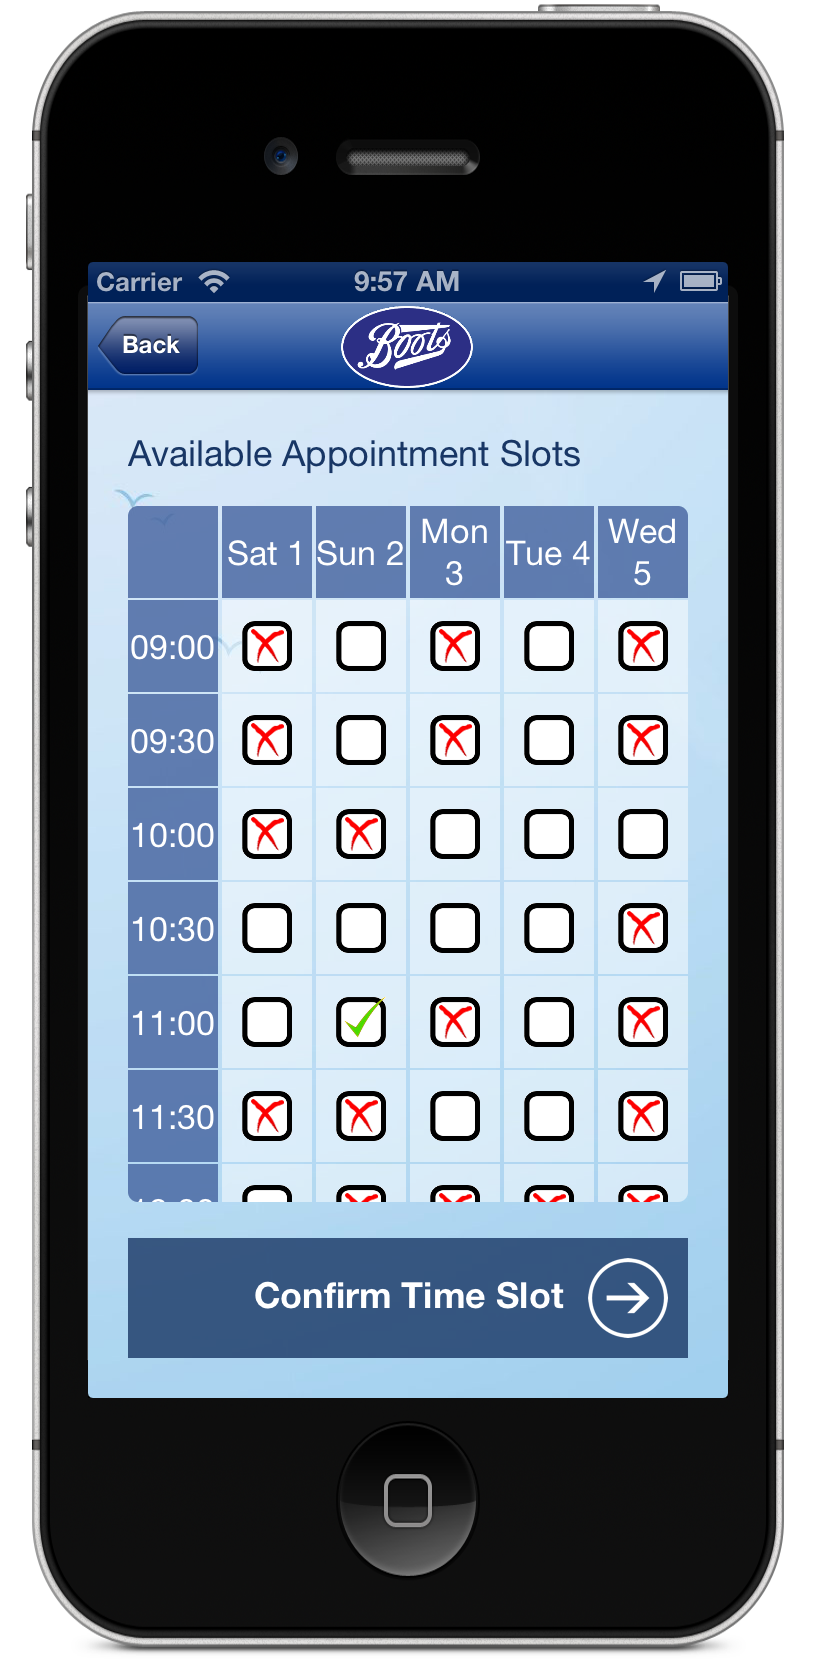 Carrier 9:57 AM
Back Boots
Available Appointment Slots
Sat 1 Sun 2 Mon 3 Tue 4 Wed 5
09:00
09:30
10:00
10:30
11:00
11:30
Confirm Time Slot